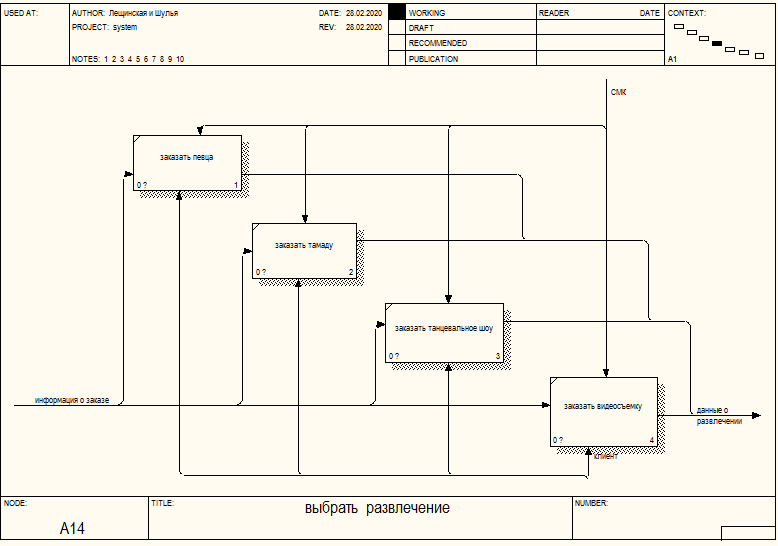 USED AT:
AUTHOR: Лещинская и Шулья
DATE: 28.02.2020
PROJECT: system
REV: 28.02.2020
NOTES: 1 2 3 4 5 6 7 8 9 10
WORKING
DRAFT
RECOMMENDED
PUBLICATION
READER
DATE
CONTEXT:
A1
СМК
заказать певца
0 ?
1
заказать тамаду
0 ?
2
заказать танцевальное шоу
0 ?
3
информация о заказе
заказать видеосъемку
0 ?
4
данные о
развлечении
клиент
NODE:
A14
TITLE:
выбрать развлечение
NUMBER: